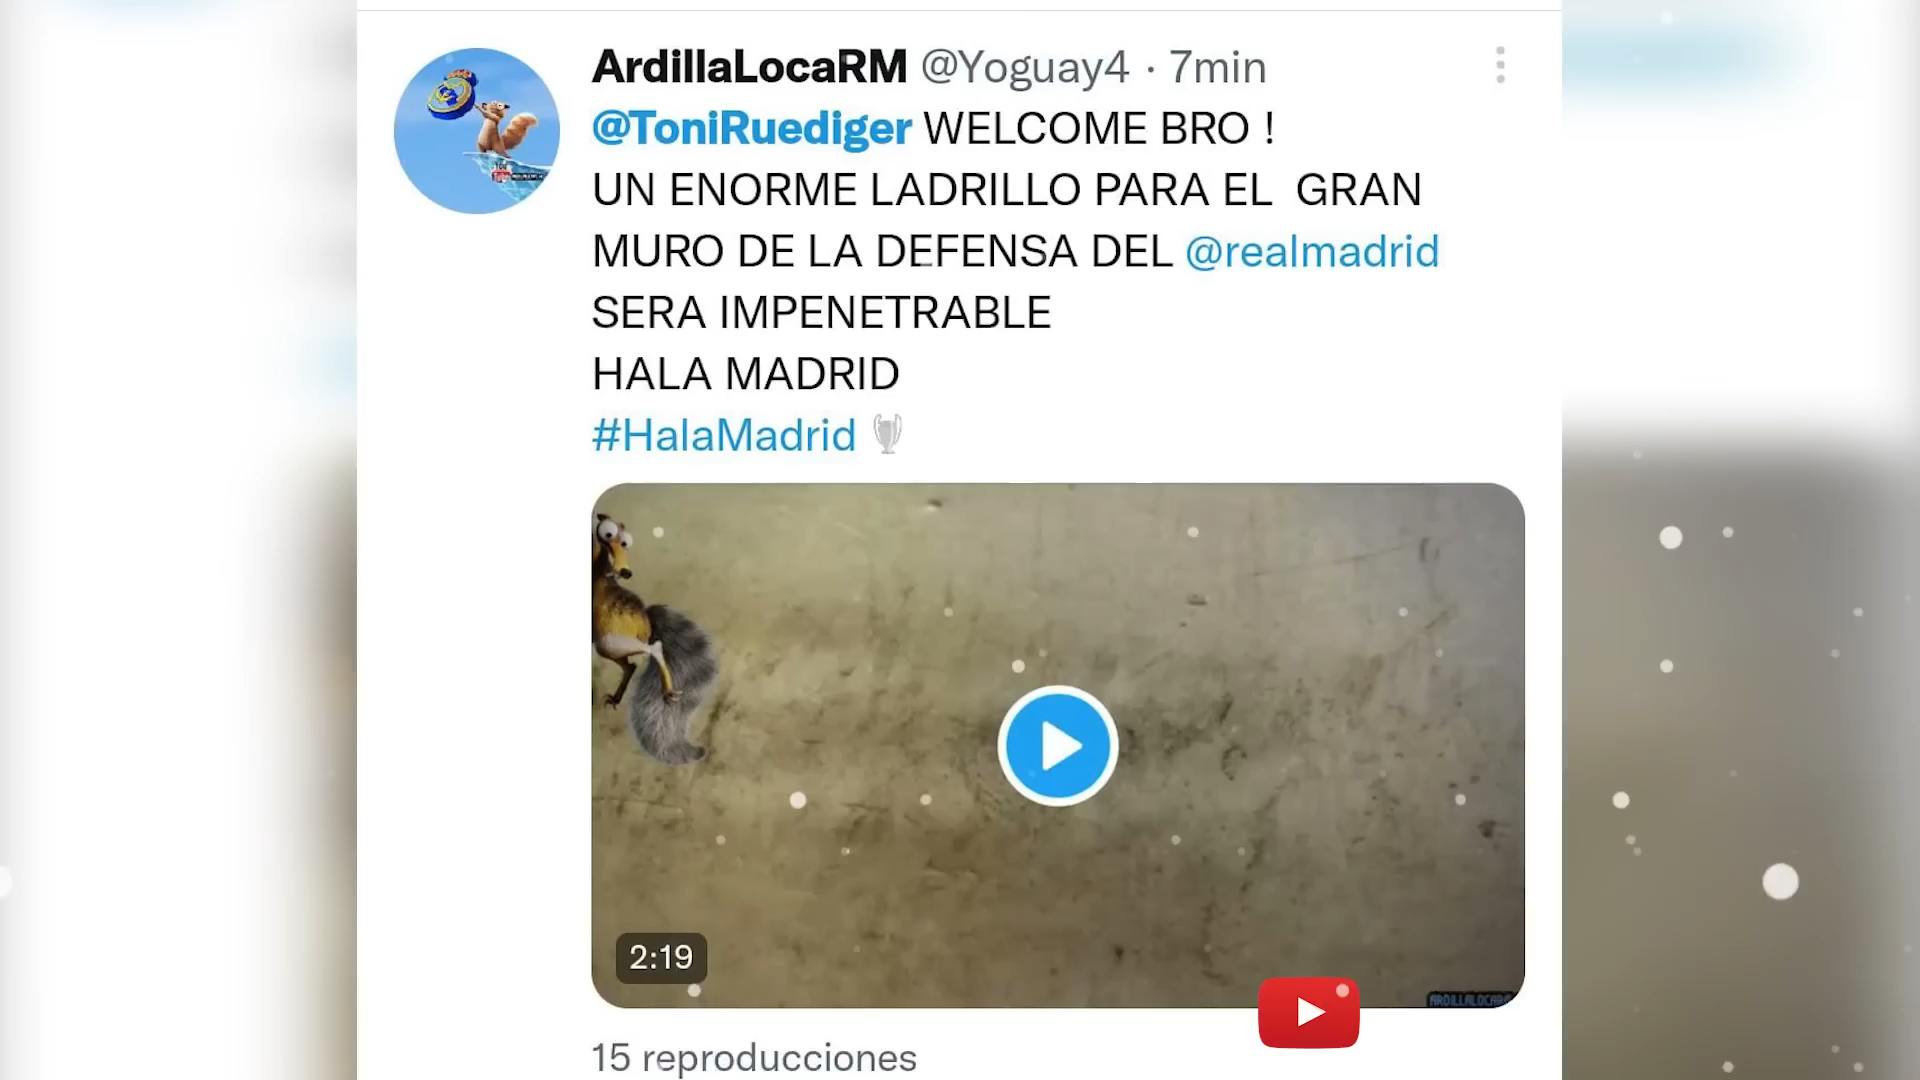 ArdillaLocaRM @Yoguay4 · 7min
@ToniRuediger WELCOME BRO !
UN ENORME LADRILLO PARA EL GRAN
MURO DE LA DEFENSA DEL @realmadrid
SERA IMPENETRABLE
HALA MADRID
#HalaMadrid
2:19
15 reproducciones